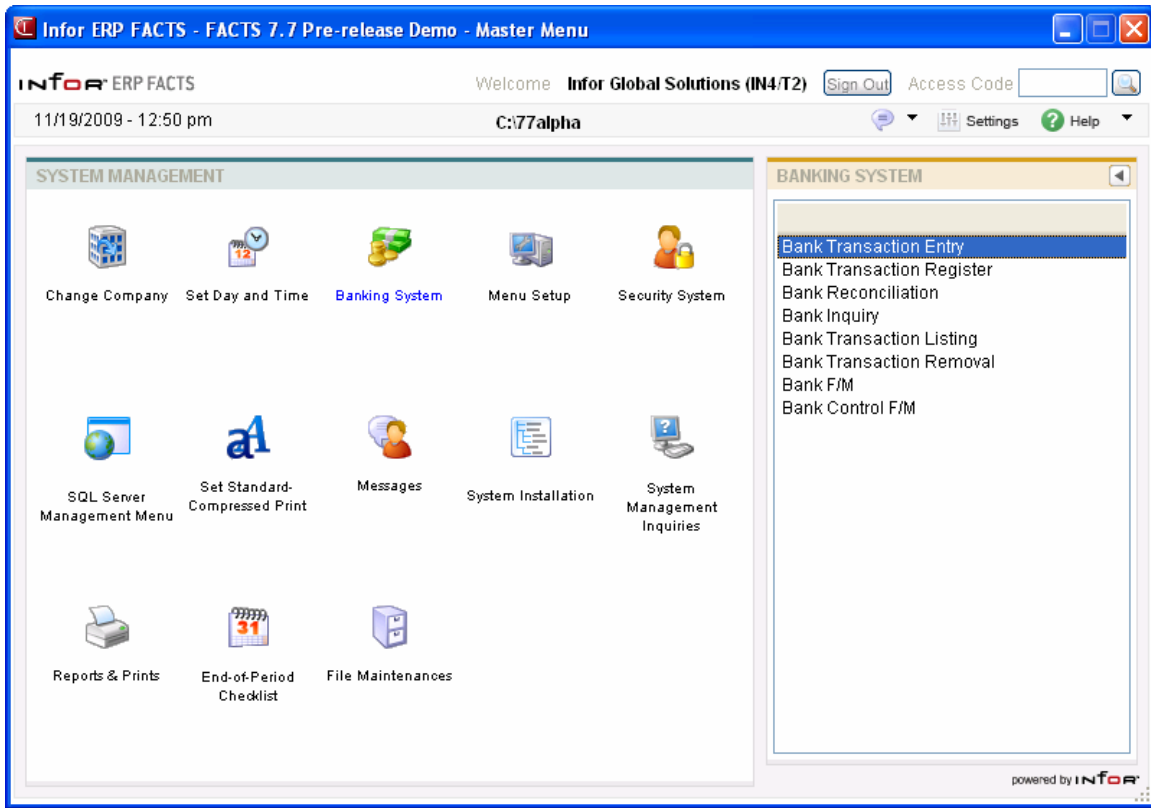 Infor ERP FACTS - FACTS 7.7 Pre-release Demo - Master Menu
infor ERP FACTS
Welcome Infor Global Solutions (IN4/T2) Sign Out Access Code
11/19/2009 - 12:50 pm C:\77alpha Settings Help
SYSTEM MANAGEMENT
12
Change Company
Set Day and Time
Banking System
Menu Setup
Security System
SQL Server
Management Menu
Set Standard-
Compressed Print
Messages
System Installation
System
Management
Inquiries
Reports & Prints
31
End-of-Period
Checklist
File Maintenances
BANKING SYSTEM
Bank Transaction Entry
Bank Transaction Register
Bank Reconciliation
Bank Inquiry
Bank Transaction Listing
Bank Transaction Removal
Bank F/M
Bank Control F/M
powered by infor